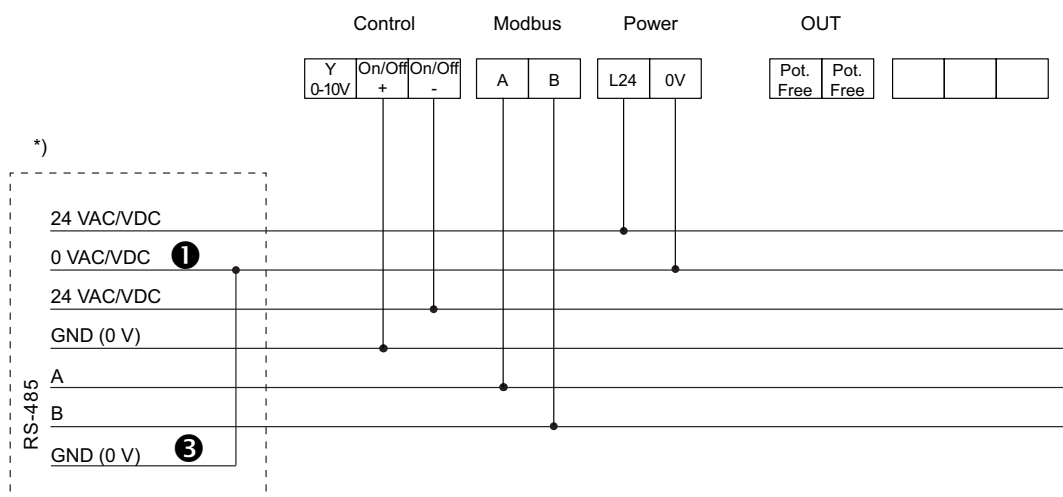 Control Modbus Power OUT
Y On/Off On/Off A B L24 0V Pot. Pot.
0-10V + - Free Free
*)
24 VAC/VDC
0 VAC/VDC ❶
24 VAC/VDC
GND (0 V)
A
B
GND (0 V) ❸
RS-485